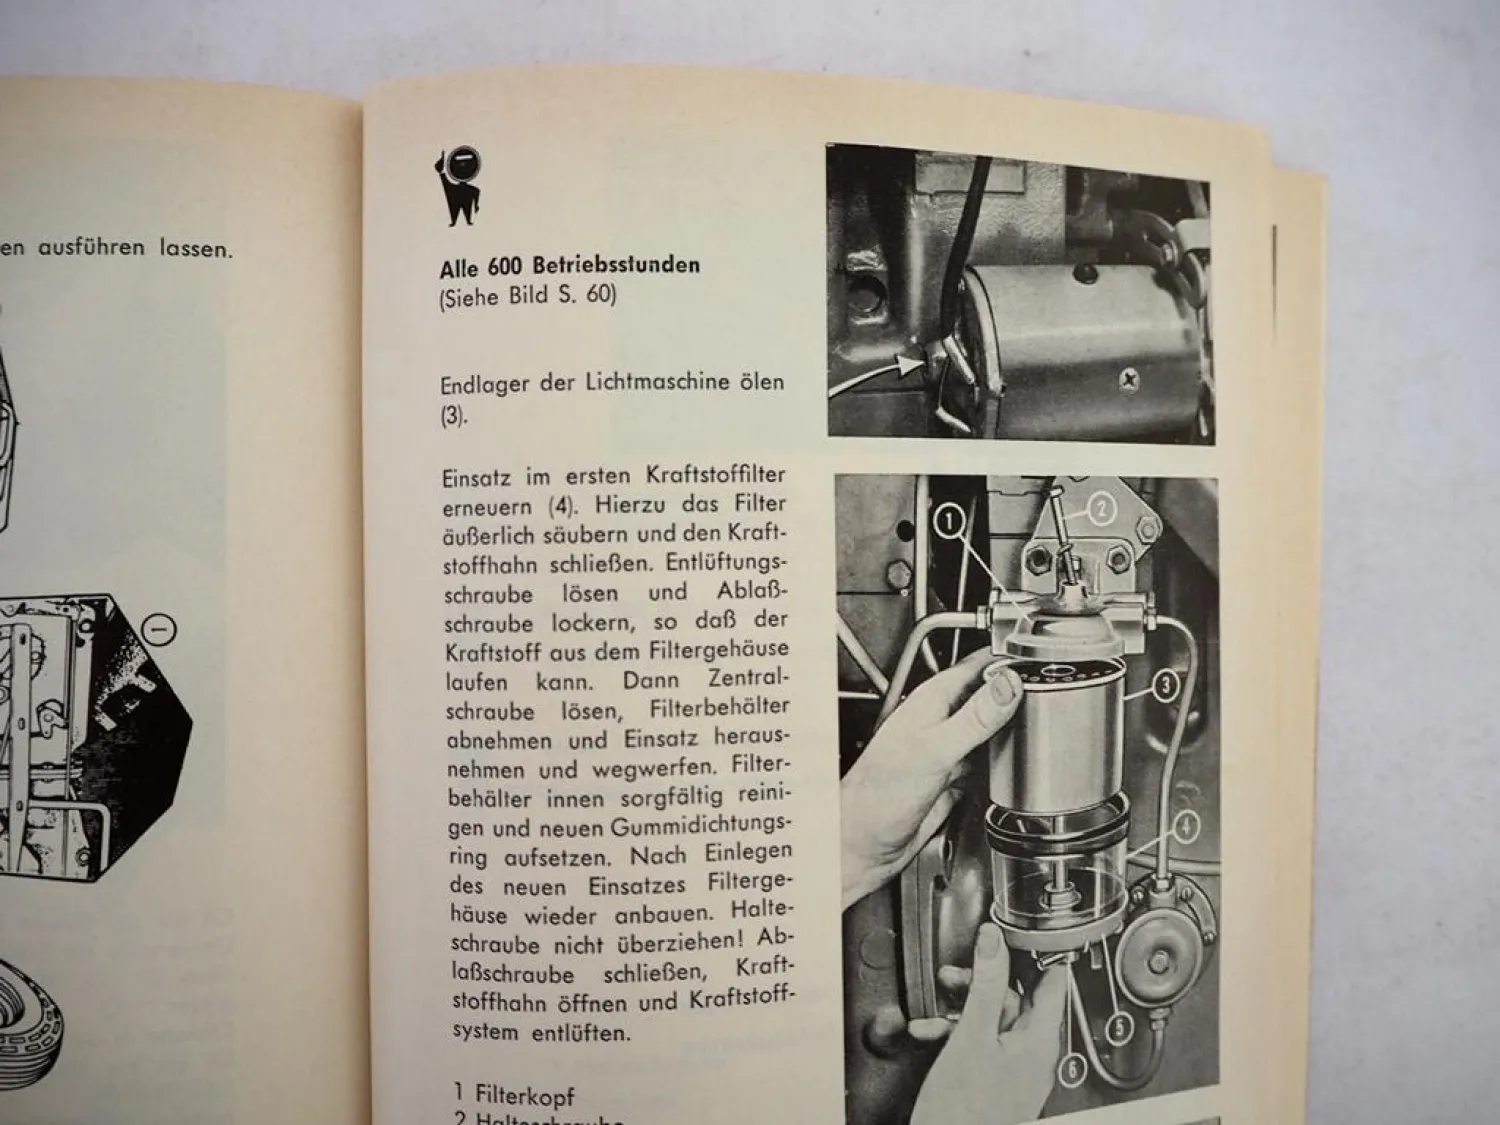 en ausführen lassen.
1
Alle 600 Betriebsstunden
(Siehe Bild S. 60)
Endlager der Lichtmaschine ölen
(3).
Einsatz im ersten Kraftstoffilter
erneuern (4). Hierzu das Filter
äußerlich säubern und den Kraft-
stoffhahn schließen. Entlüftungs-
schraube lösen und Ablaß-
schraube lockern, so daß der
Kraftstoff aus dem Filtergehäuse
laufen kann. Dann Zentral-
schraube lösen, Filterbehälter
abnehmen und Einsatz heraus-
nehmen und wegwerfen. Filter-
behälter innen sorgfältig reini-
gen und neuen Gummidichtungs-
ring aufsetzen. Nach Einlegen
des neuen Einsatzes Filterge-
häuse wieder anbauen. Halte-
schraube nicht überziehen! Ab-
laßschraube schließen, Kraft-
stoffhahn öffnen und Kraftstoff-
system entlüften.
1 Filterkopf
2 Halteschraube
1
2
3
4
5
6